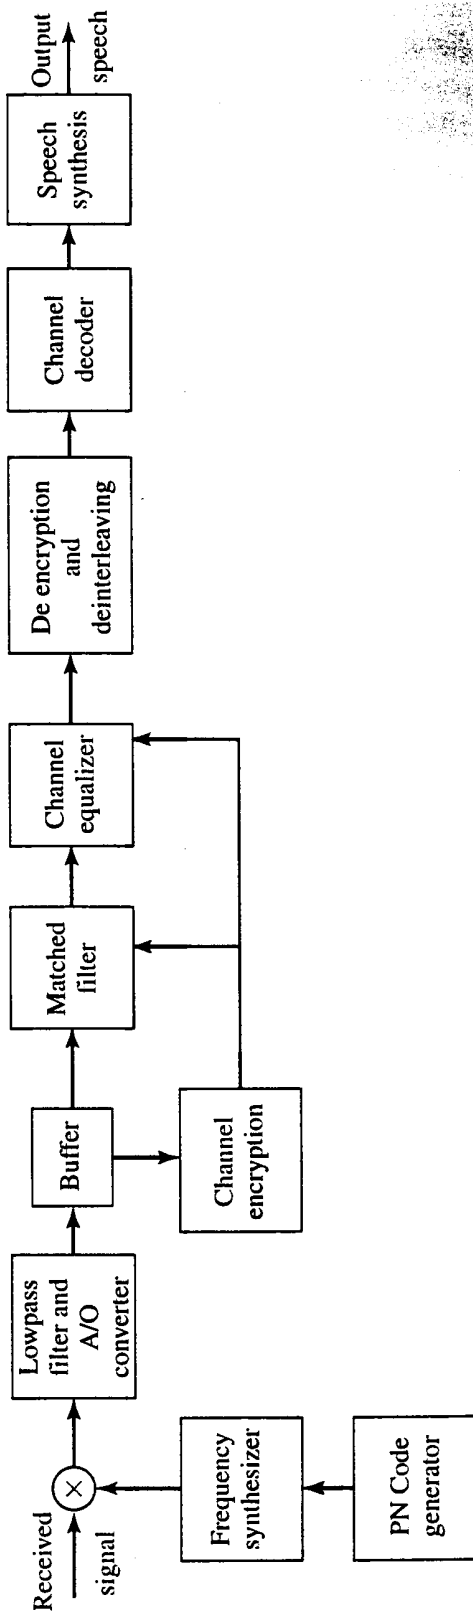 Received
signal
×
Frequency
synthesizer
PN Code
generator
Lowpass
filter and
A/O
converter
Buffer
Channel
encryption
Matched
filter
Channel
equalizer
De encryption
and
deinterleaving
Channel
decoder
Speech
synthesis
Output
speech